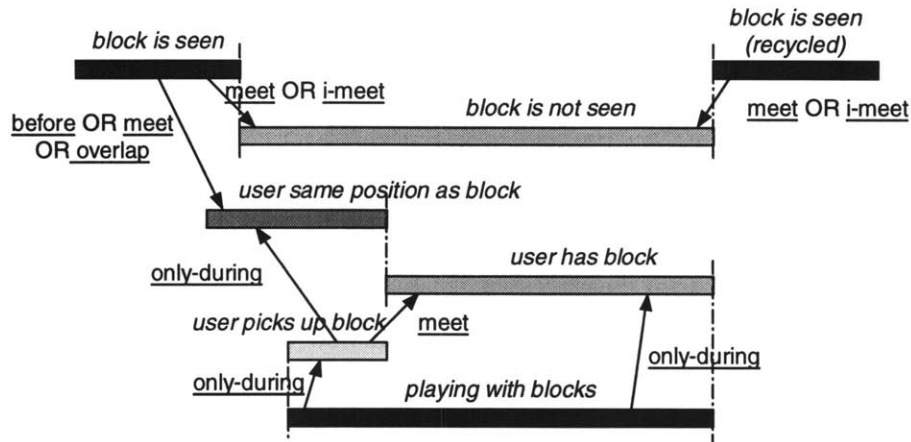 block is seen
block is seen
(recycled)
meet OR i-meet
block is not seen
meet OR i-meet
before OR meet
OR overlap
user same position as block
only-during
user has block
user picks up block
meet
only-during
only-during
playing with blocks